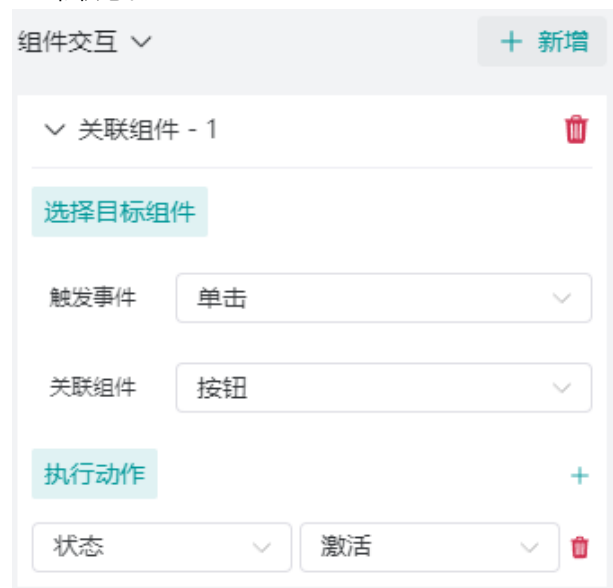 组件交互 + 新增
关联组件 - 1
选择目标组件
触发事件 单击
关联组件 按钮
执行动作 +
状态 激活